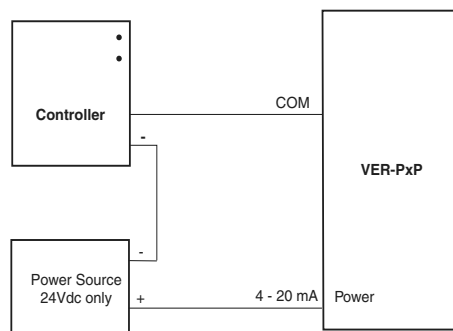 COM
Controller
-
VER-PxP
-
Power Source
24Vdc only
+
4 - 20 mA
Power